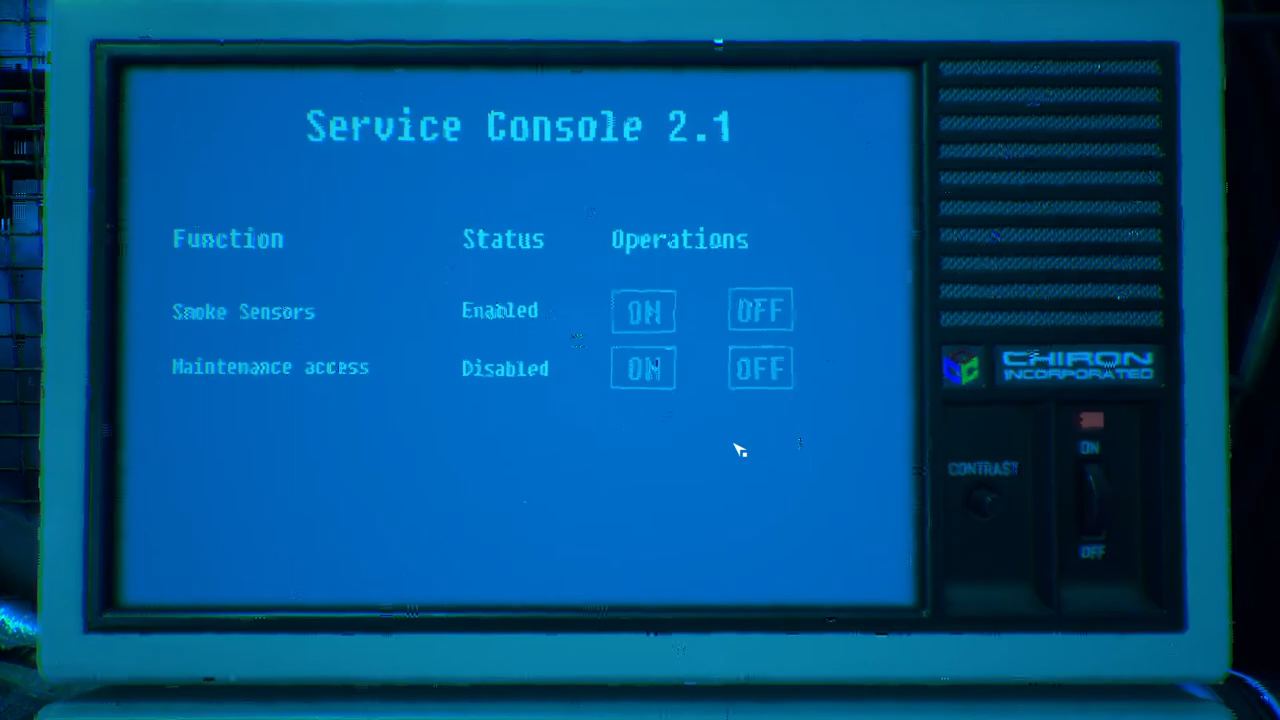 Service Console 2.1
Function Status Operations
Smoke Sensors Enabled ON OFF
Maintenance access Disabled ON OFF
CHIRON
INCORPORATED
CONTRAST
ON
OFF